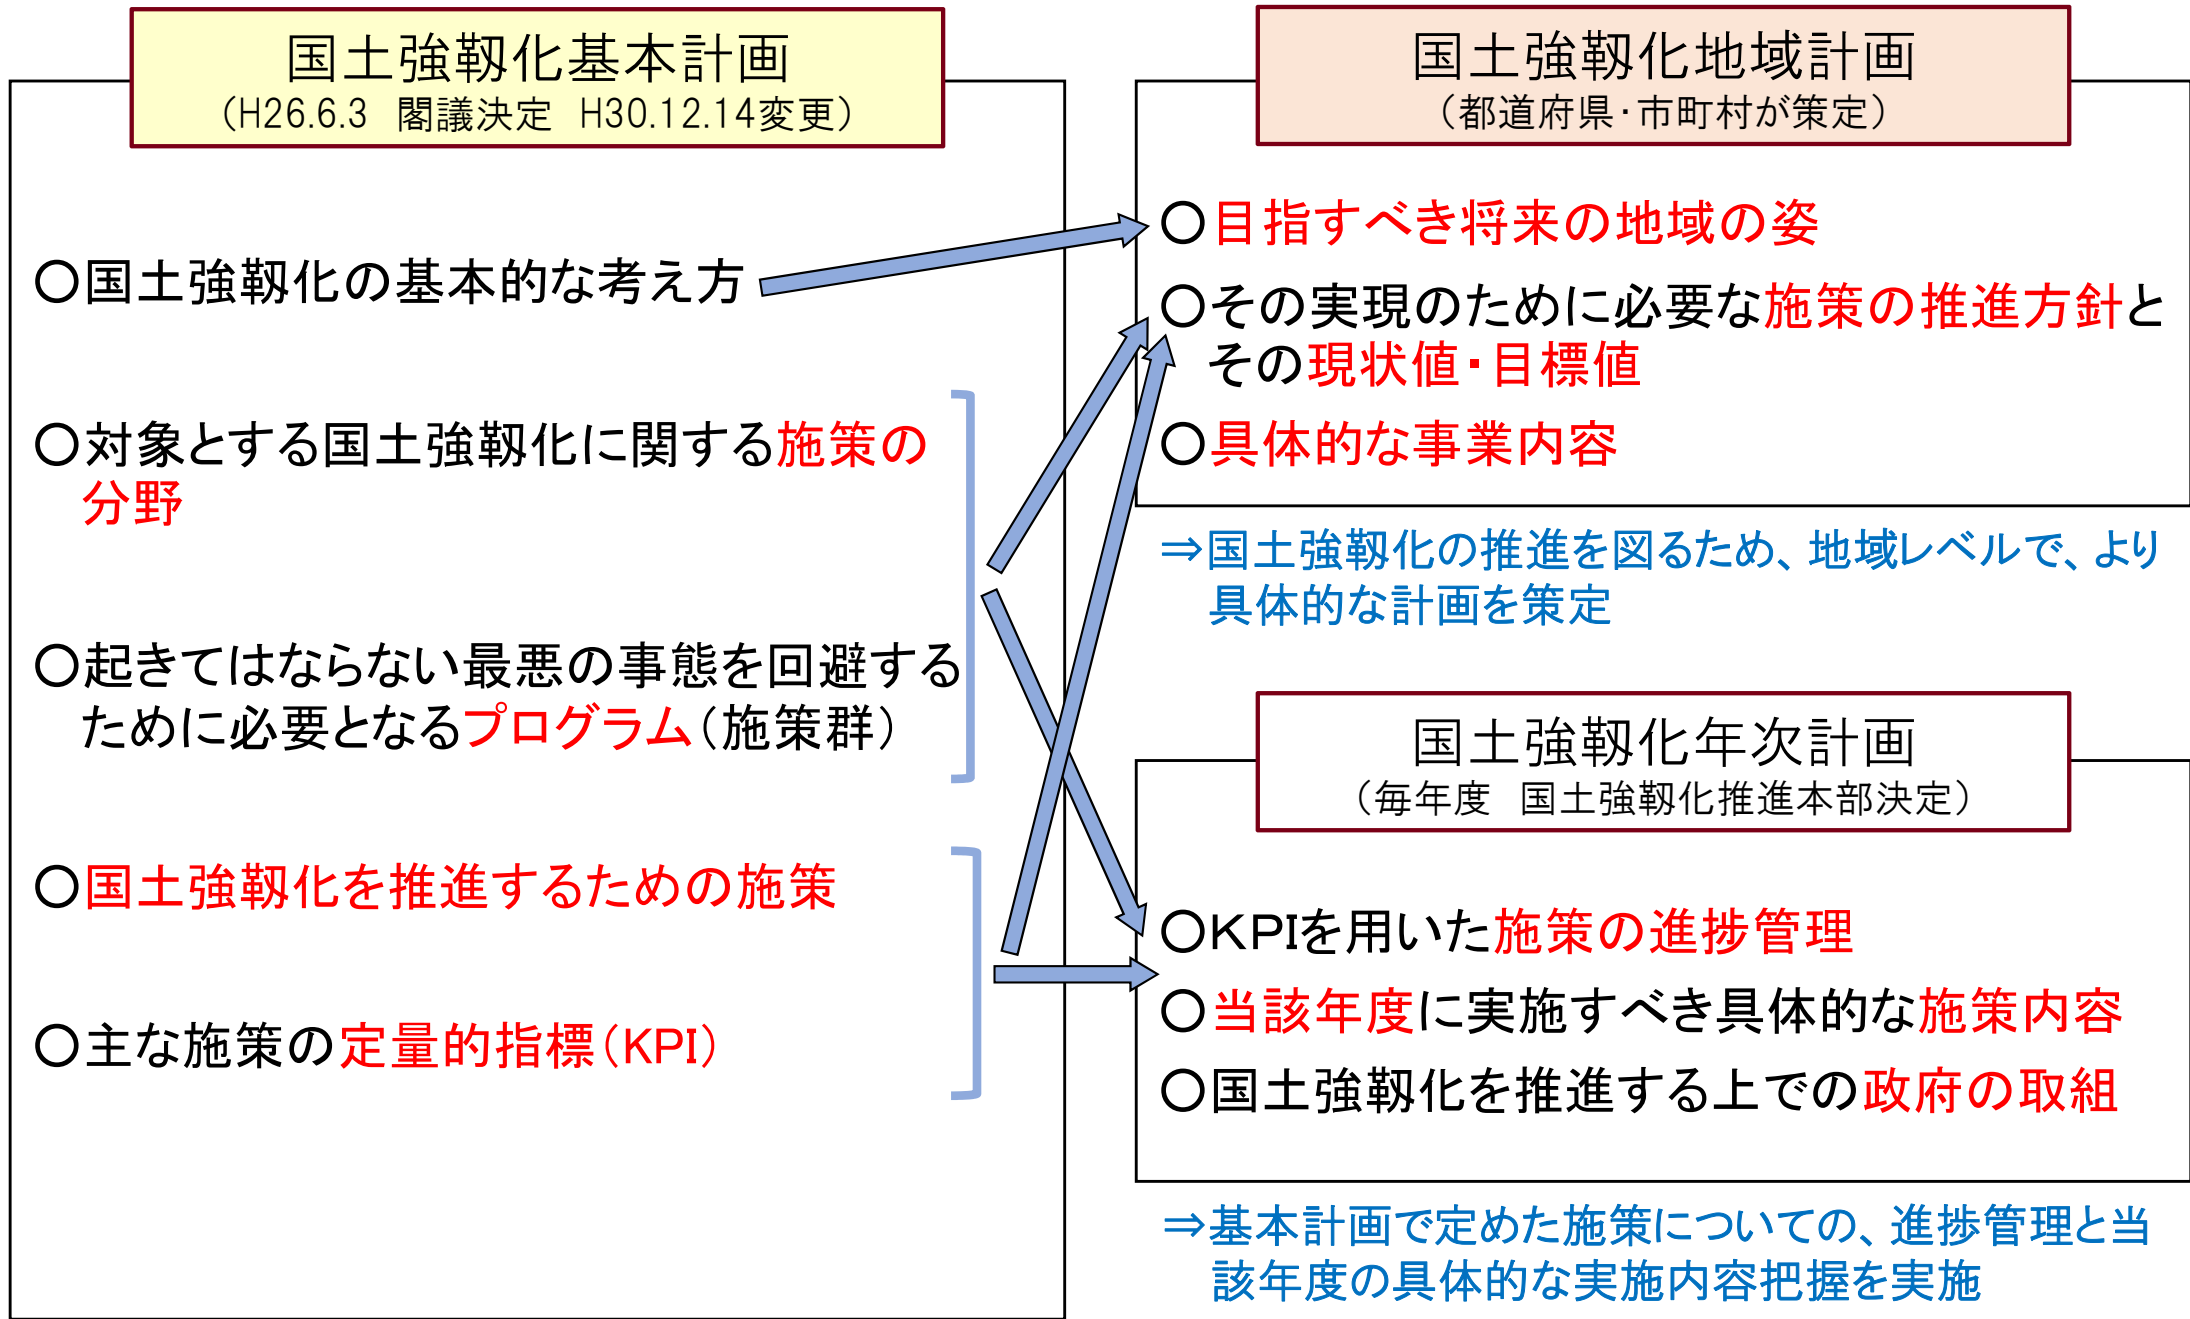 国土強靱化基本計画
（H26.6.3　閣議決定　H30.12.14変更）
〇国土強靱化の基本的な考え方
〇対象とする国土強靱化に関する施策の
分野
〇起きてはならない最悪の事態を回避する
ために必要となるプログラム（施策群）
〇国土強靱化を推進するための施策
〇主な施策の定量的指標（KPI）
国土強靱化地域計画
（都道府県・市町村が策定）
〇目指すべき将来の地域の姿
〇その実現のために必要な施策の推進方針と
その現状値・目標値
〇具体的な事業内容
⇒国土強靱化の推進を図るため、地域レベルで、より
具体的な計画を策定
国土強靱化年次計画
（毎年度　国土強靱化推進本部決定）
〇KPIを用いた施策の進捗管理
〇当該年度に実施すべき具体的な施策内容
〇国土強靱化を推進する上での政府の取組
⇒基本計画で定めた施策についての、進捗管理と当
該年度の具体的な実施内容把握を実施